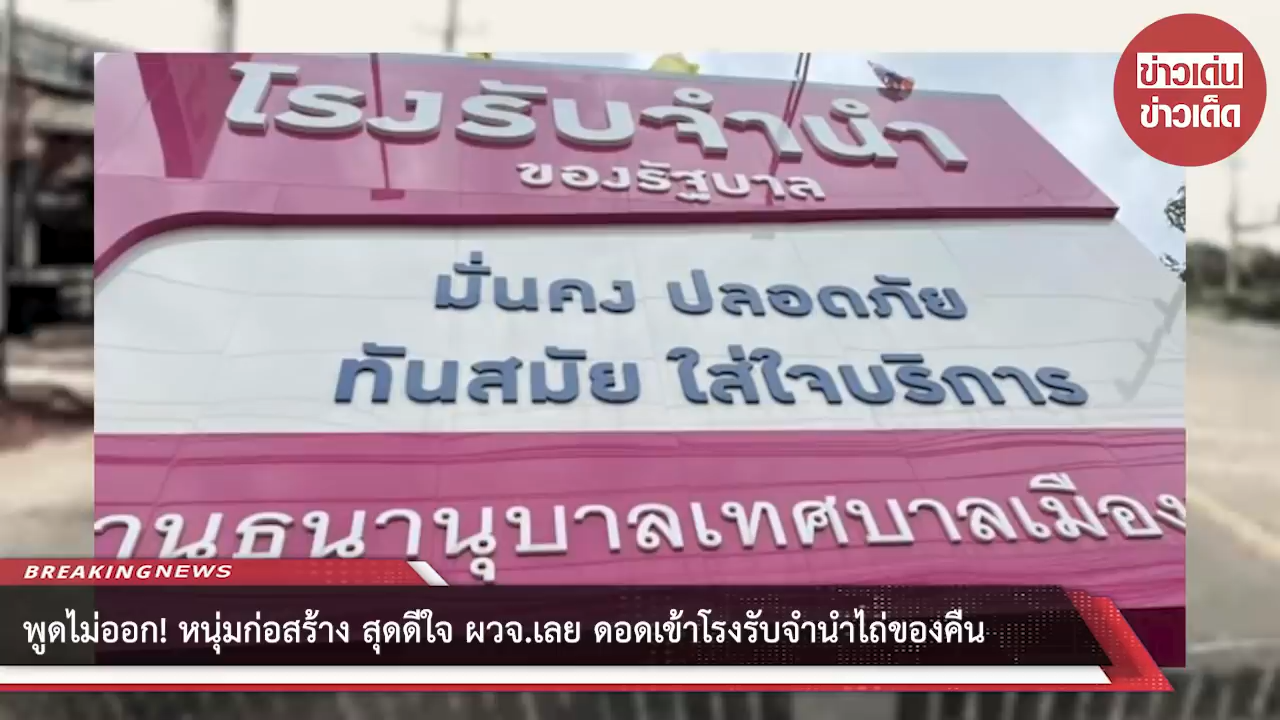 ข่าวเด่น
ข่าวเด็ด
โรงรับจำนำ
ของรัฐบาล
มั่นคง ปลอดภัย
ทันสมัย ใส่ใจบริการ
านธนานุบาลเทศบาลเมือง
BREAKINGNEWS
พูดไม่ออก! หนุ่มก่อสร้าง สุดดีใจ ผวจ.เลย ดอดเข้าโรงรับจำนำไถ่ของคืน